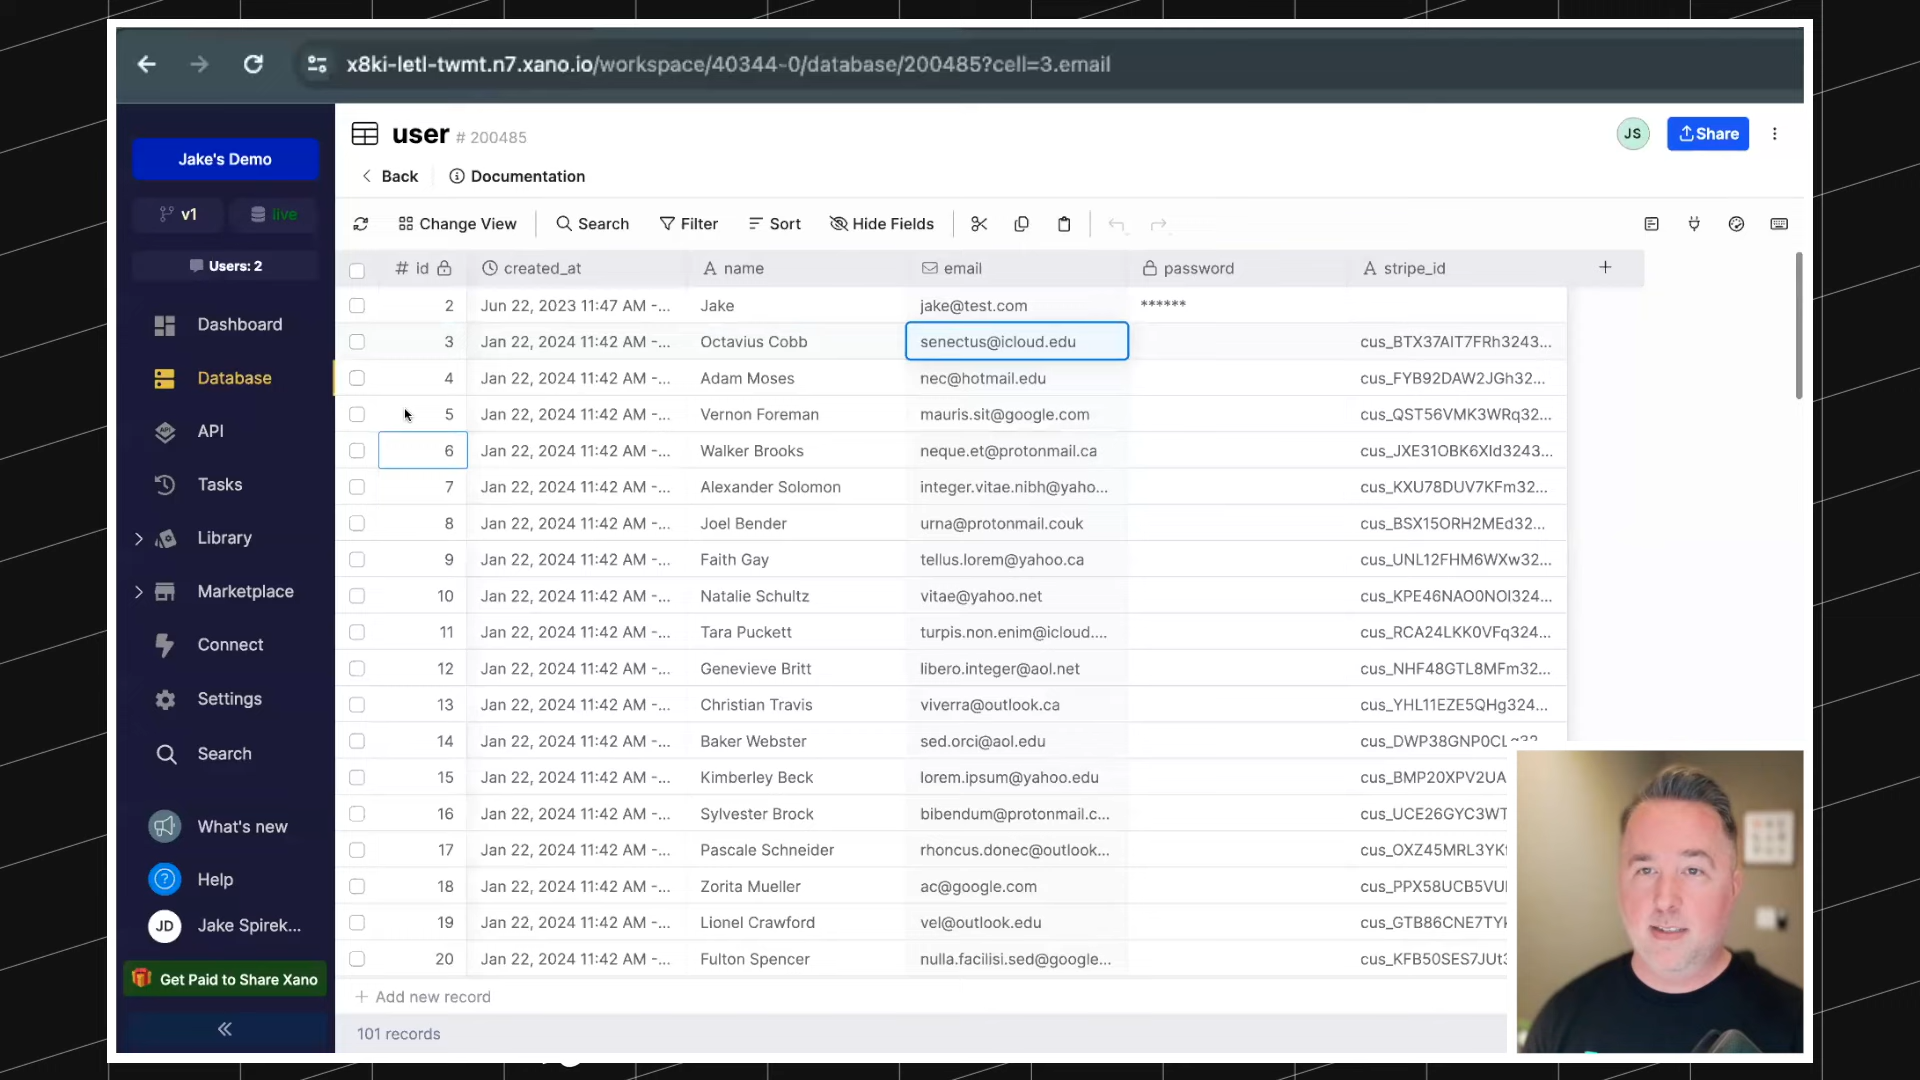 x8ki-letl-twmt.n7.xano.io/workspace/40344-0/database/200485?cell=3.email
Jake's Demo
v1 live
Users: 2
Dashboard
Database
API
Tasks
Library
Marketplace
Connect
Settings
Search
What's new
? Help
JD Jake Spirek...
Get Paid to Share Xano
user # 200485
JS Share
Back Documentation
Change View Search Filter Sort Hide Fields
# id created_at name email password stripe_id +
2 Jun 22, 2023 11:47 AM -... Jake jake@test.com ******
3 Jan 22, 2024 11:42 AM -... Octavius Cobb senectus@icloud.edu cus_BTX37AIT7FRh3243...
4 Jan 22, 2024 11:42 AM -... Adam Moses nec@hotmail.edu cus_FYB92DAW2JGh32...
5 Jan 22, 2024 11:42 AM -... Vernon Foreman mauris.sit@google.com cus_QST56VMK3WRq32...
6 Jan 22, 2024 11:42 AM -... Walker Brooks neque.et@protonmail.ca cus_JXE31OBK6XId3243...
7 Jan 22, 2024 11:42 AM -... Alexander Solomon integer.vitae.nibh@yaho... cus_KXU78DUV7KFm32...
8 Jan 22, 2024 11:42 AM -... Joel Bender urna@protonmail.couk cus_BSX15ORH2MEd32...
9 Jan 22, 2024 11:42 AM -... Faith Gay tellus.lorem@yahoo.ca cus_UNL12FHM6WXw32...
10 Jan 22, 2024 11:42 AM -... Natalie Schultz vitae@yahoo.net cus_KPE46NAO0NOI324...
11 Jan 22, 2024 11:42 AM -... Tara Puckett turpis.non.enim@icloud.... cus_RCA24LKK0VFq324...
12 Jan 22, 2024 11:42 AM -... Genevieve Britt libero.integer@aol.net cus_NHF48GTL8MFm32...
13 Jan 22, 2024 11:42 AM -... Christian Travis viverra@outlook.ca cus_YHL11EZE5QHg324...
14 Jan 22, 2024 11:42 AM -... Baker Webster sed.orci@aol.edu
15 Jan 22, 2024 11:42 AM -... Kimberley Beck lorem.ipsum@yahoo.edu cus_BMP20XPV2UA
16 Jan 22, 2024 11:42 AM -... Sylvester Brock bibendum@protonmail.c... cus_UCE26GYC3WT
17 Jan 22, 2024 11:42 AM -... Pascale Schneider rhoncus.donec@outlook...
18 Jan 22, 2024 11:42 AM -... Zorita Mueller ac@google.com
19 Jan 22, 2024 11:42 AM -... Lionel Crawford vel@outlook.edu
20 Jan 22, 2024 11:42 AM -... Fulton Spencer nulla.facilisi.sed@google...
+ Add new record
101 records